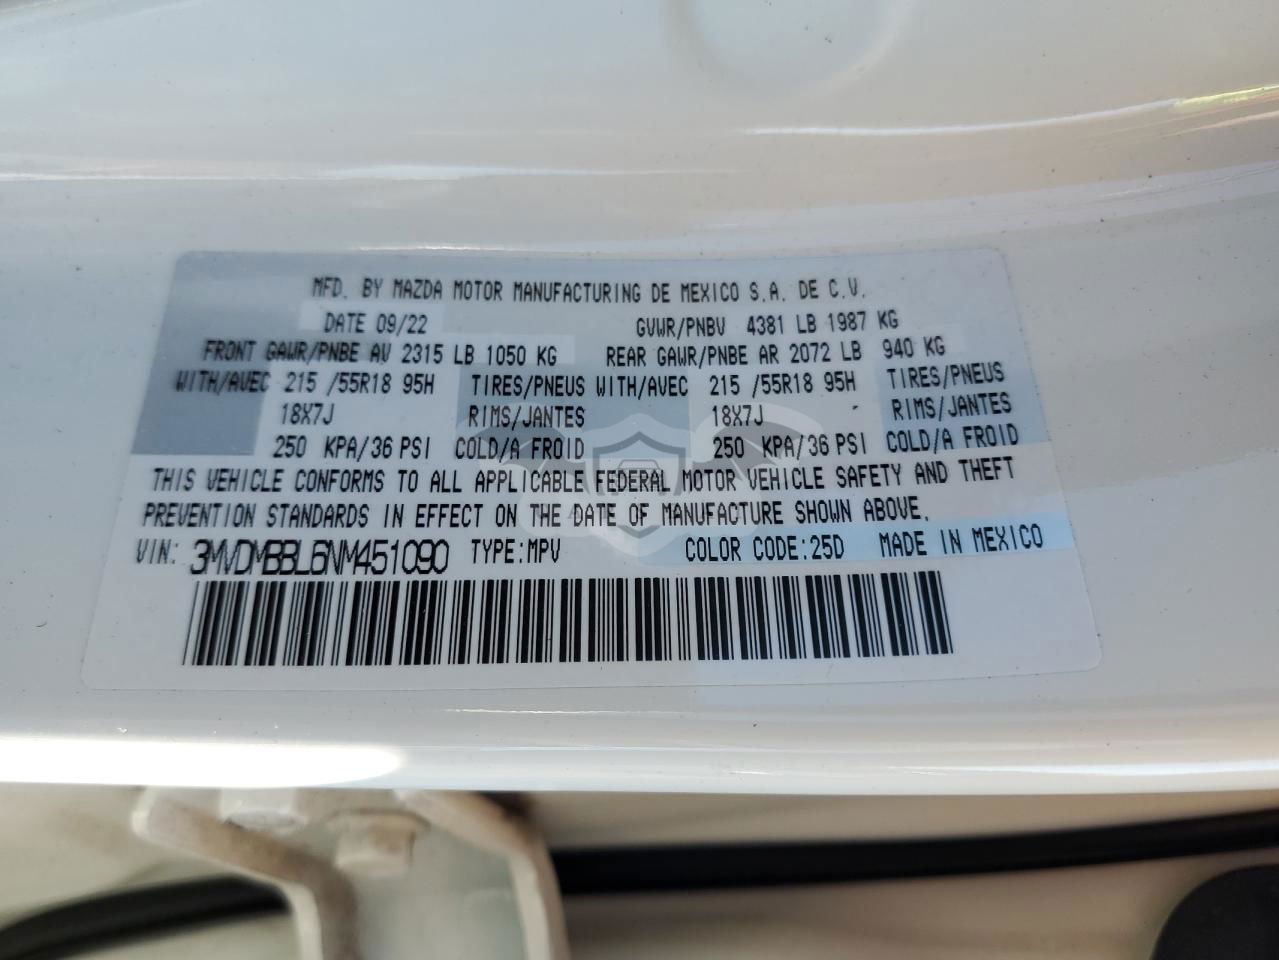 MFD. BY MAZDA MOTOR MANUFACTURING DE MEXICO S.A. DE C.V.
DATE 09/22 GVWR/PNBV 4381 LB 1987 KG
FRONT GAWR/PNBE AV 2315 LB 1050 KG REAR GAWR/PNBE AR 2072 LB 940 KG
WITH/AVEC 215 /55R18 95H TIRES/PNEUS WITH/AVEC 215 /55R18 95H TIRES/PNEUS
18X7J RIMS/JANTES 18X7J RIMS/JANTES
250 KPA/36 PSI COLD/A FROID 250 KPA/36 PSI COLD/A FROID
THIS VEHICLE CONFORMS TO ALL APPLICABLE FEDERAL MOTOR VEHICLE SAFETY AND THEFT
PREVENTION STANDARDS IN EFFECT ON THE DATE OF MANUFACTURE SHOWN ABOVE.
VIN: 3MVDMBBL6NM451090 TYPE:MPV COLOR CODE:25D MADE IN MEXICO